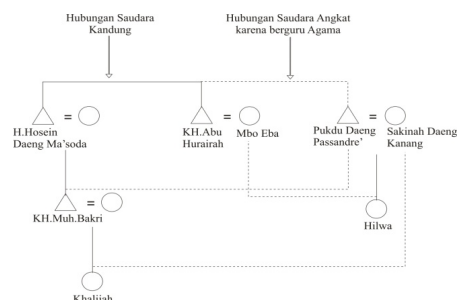 Hubungan Saudara
Kandung
Hubungan Saudara Angkat
karena berguru Agama
=
=
=
H.Hosein
Daeng Ma'soda
KH.Abu
Hurairah
Mbo Eba
Pukdu Daeng
Passandre'
Sakinah Daeng
Kanang
=
KH.Muh.Bakri
Hilwa
Khalijah